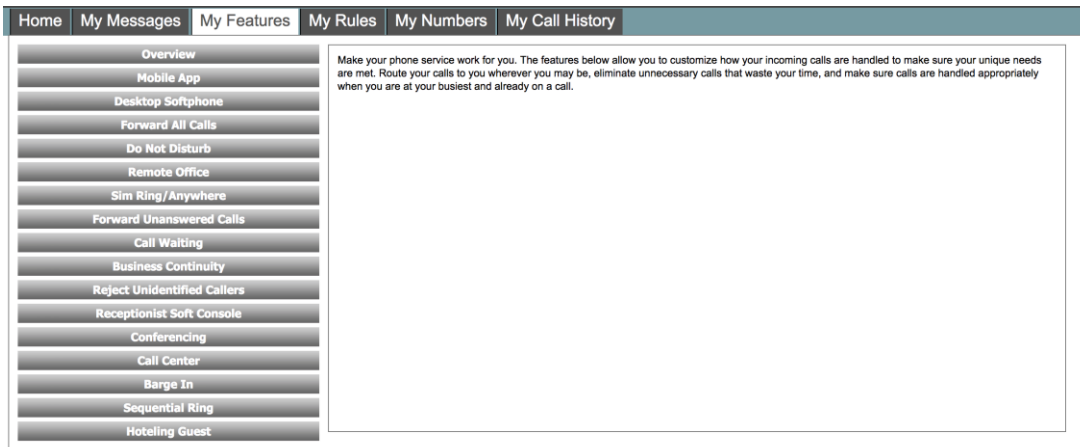 Home My Messages My Features My Rules My Numbers My Call History
Overview
Mobile App
Desktop Softphone
Forward All Calls
Do Not Disturb
Remote Office
Sim Ring/Anywhere
Forward Unanswered Calls
Call Waiting
Business Continuity
Reject Unidentified Callers
Receptionist Soft Console
Conferencing
Call Center
Barge In
Sequential Ring
Hoteling Guest
Make your phone service work for you. The features below allow you to customize how your incoming calls are handled to make sure your unique needs
are met. Route your calls to you wherever you may be, eliminate unnecessary calls that waste your time, and make sure calls are handled appropriately
when you are at your busiest and already on a call.